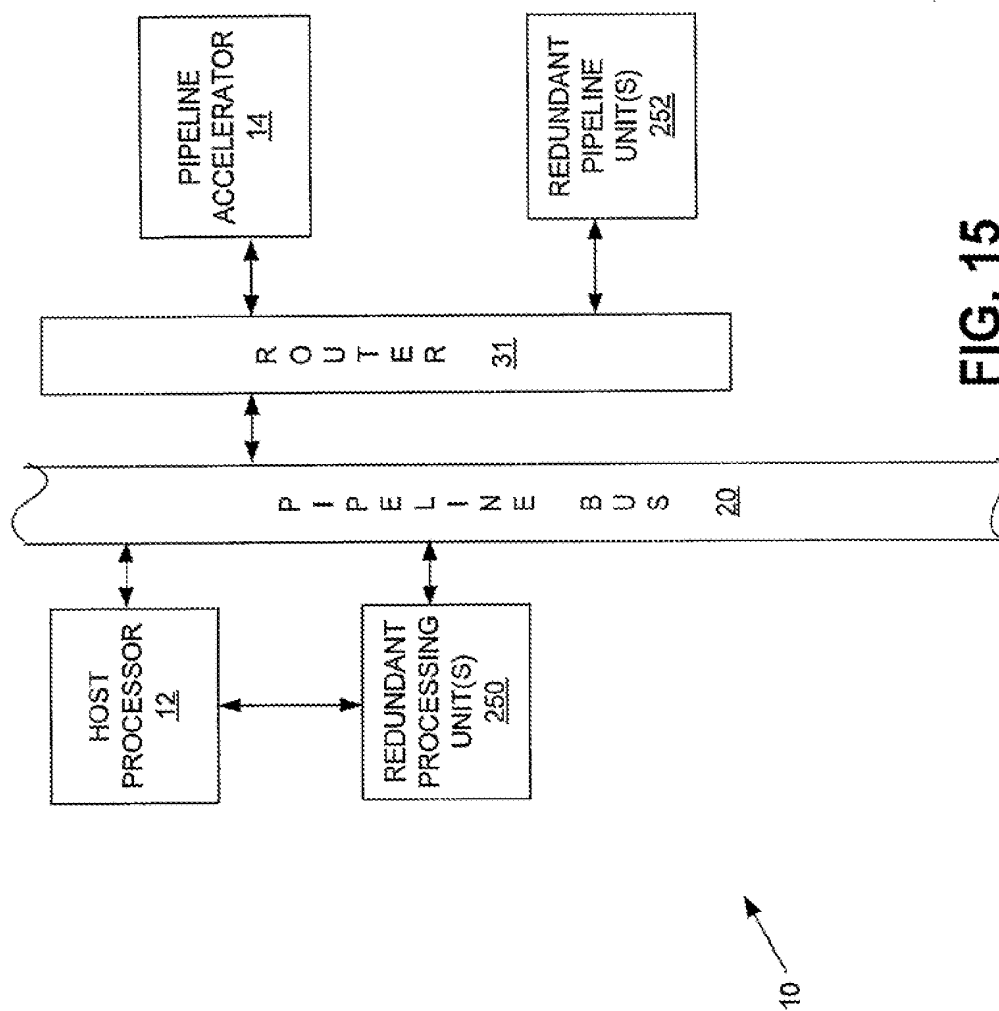 HOST
PROCESSOR
12
REDUNDANT
PROCESSING
UNIT(S)
250
PIPELINE BUS
20
ROUTER
31
PIPELINE
ACCELERATOR
14
REDUNDANT
PIPELINE
UNIT(S)
252
10
FIG. 15